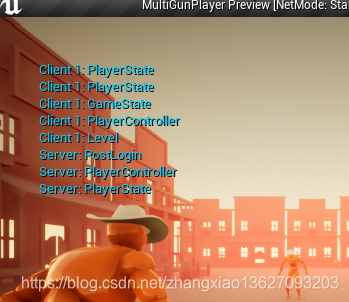 MultiGunPlayer Preview [NetMode: Sta
Client 1: PlayerState
Client 1: PlayerState
Client 1: GameState
Client 1: PlayerController
Client 1: Level
Server: PostLogin
Server: PlayerController
Server: PlayerState
https://blog.csdn.net/zhangxiao13627093203